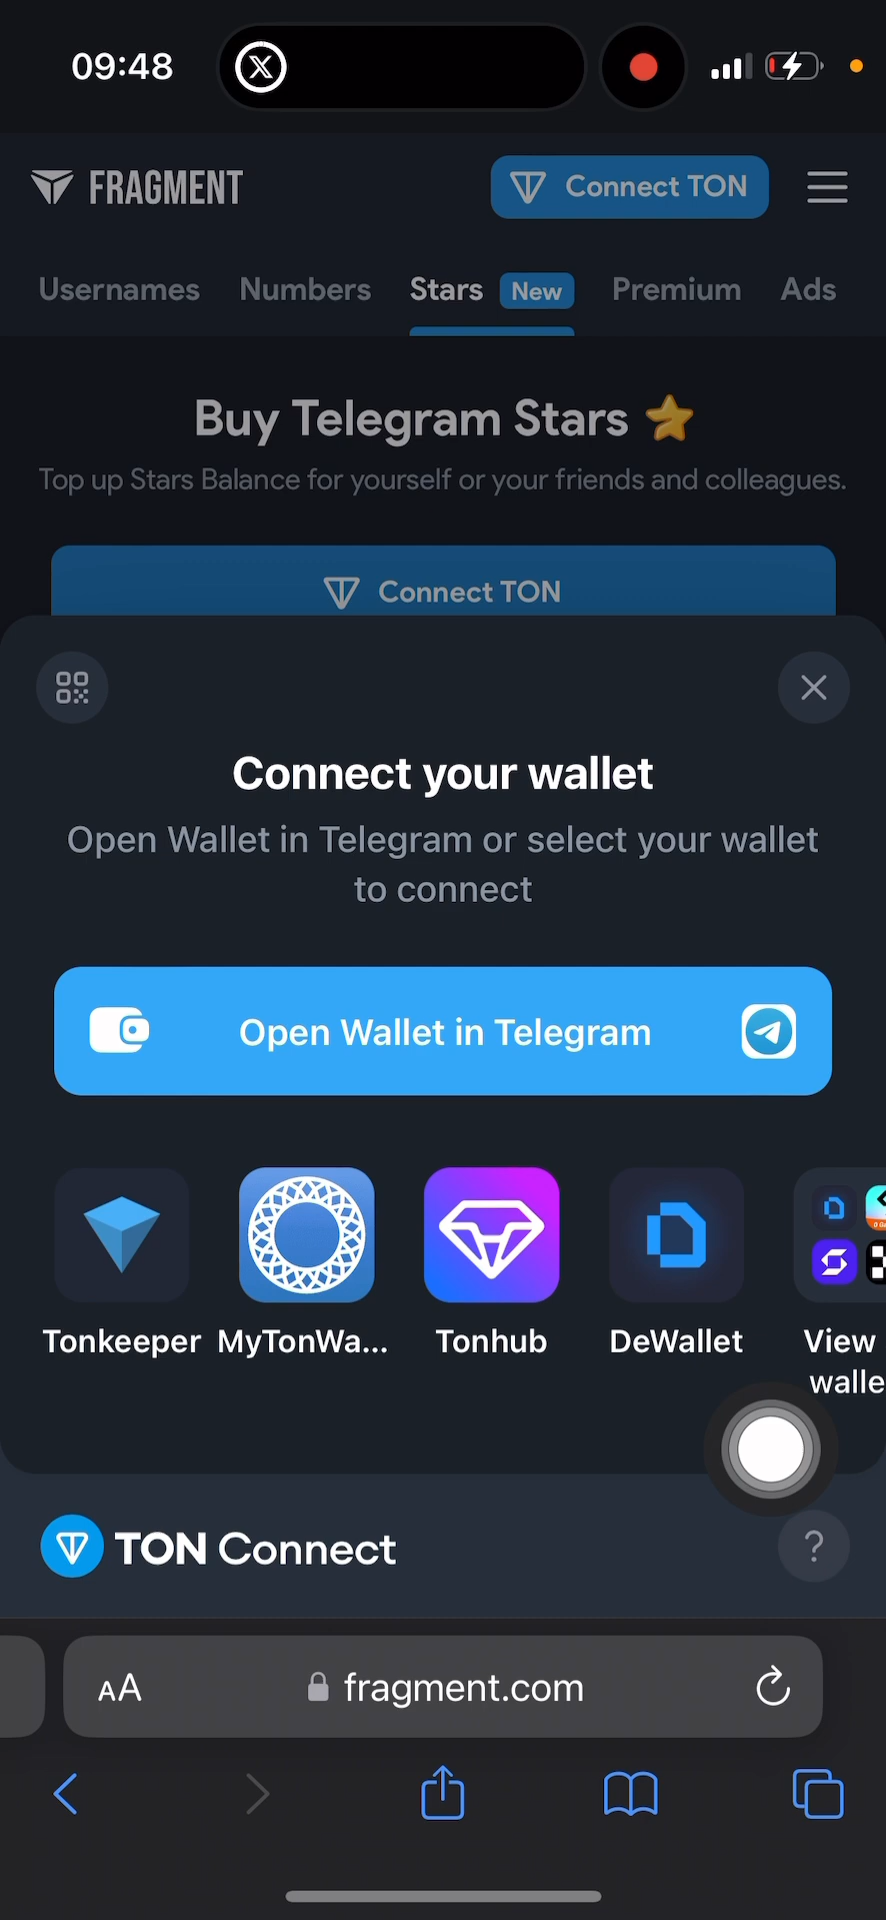 09:48
FRAGMENT
Connect TON
Usernames Numbers Stars New Premium Ads
Buy Telegram Stars
Top up Stars Balance for yourself or your friends and colleagues.
Connect TON
Connect your wallet
Open Wallet in Telegram or select your wallet
to connect
Open Wallet in Telegram
Tonkeeper MyTonWa... Tonhub DeWallet View
walle
TON Connect
?
AA fragment.com